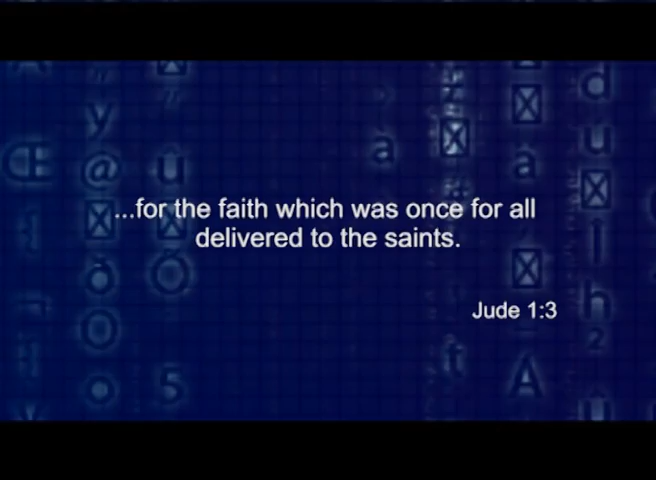 ...for the faith which was once for all
delivered to the saints.
Jude 1:3